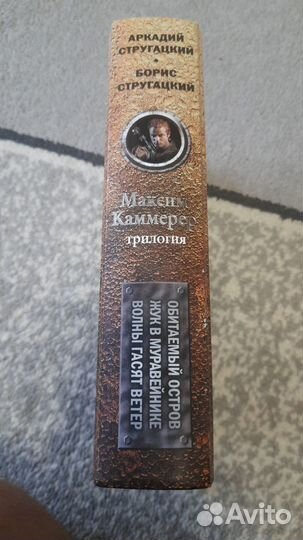 АРКАДИЙ
СТРУГАЦКИЙ
•
БОРИС
СТРУГАЦКИЙ
Максим
Каммерер
трилогия
ОБИТАЕМЫЙ ОСТРОВ
ЖУК В МУРАВЕЙНИКЕ
ВОЛНЫ ГАСЯТ ВЕТЕР
Avito